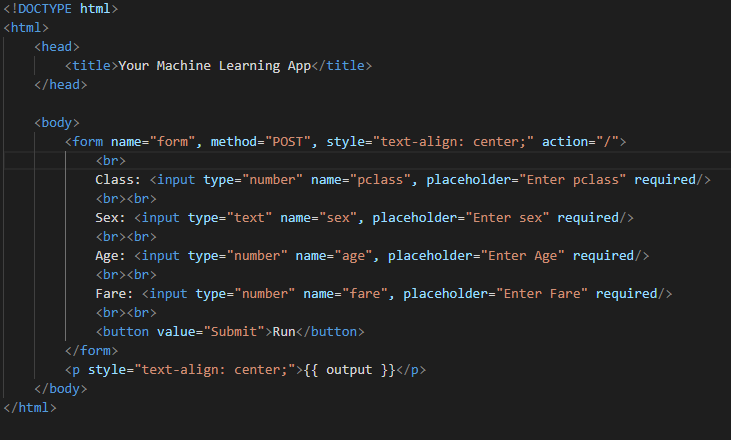 <!DOCTYPE html>
<html>
    <head>
        <title>Your Machine Learning App</title>
    </head>

    <body>
        <form name="form", method="POST", style="text-align: center;" action="/">
            <br>
            Class: <input type="number" name="pclass", placeholder="Enter pclass" required/>
            <br><br>
            Sex: <input type="text" name="sex", placeholder="Enter sex" required/>
            <br><br>
            Age: <input type="number" name="age", placeholder="Enter Age" required/>
            <br><br>
            Fare: <input type="number" name="fare", placeholder="Enter Fare" required/>
            <br><br>
            <button value="Submit">Run</button>
        </form>
        <p style="text-align: center;">{{ output }}</p>
    </body>
</html>